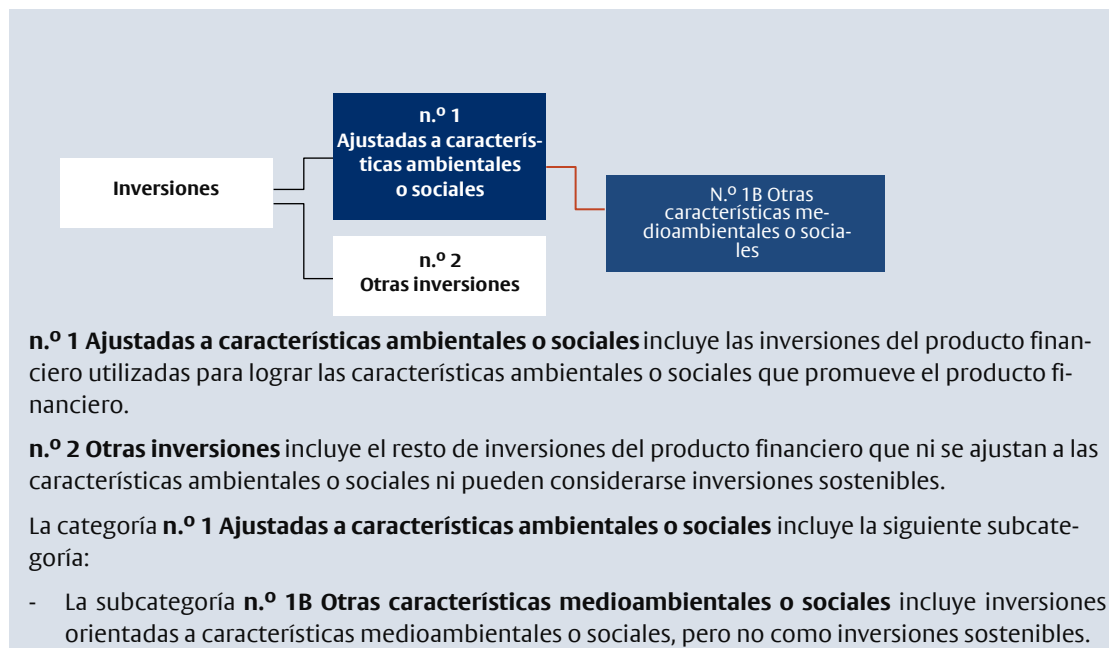 n.º 1
Ajustadas a caracterís-
ticas ambientales
o sociales
Inversiones
N.º 1B Otras
características me-
dioambientales o socia-
les
n.º 2
Otras inversiones
n.º 1 Ajustadas a características ambientales o sociales incluye las inversiones del producto finan-
ciero utilizadas para lograr las características ambientales o sociales que promueve el producto fi-
nanciero.
n.º 2 Otras inversiones incluye el resto de inversiones del producto financiero que ni se ajustan a las
características ambientales o sociales ni pueden considerarse inversiones sostenibles.
La categoría n.º 1 Ajustadas a características ambientales o sociales incluye la siguiente subcate-
goría:
- La subcategoría n.º 1B Otras características medioambientales o sociales incluye inversiones
orientadas a características medioambientales o sociales, pero no como inversiones sostenibles.